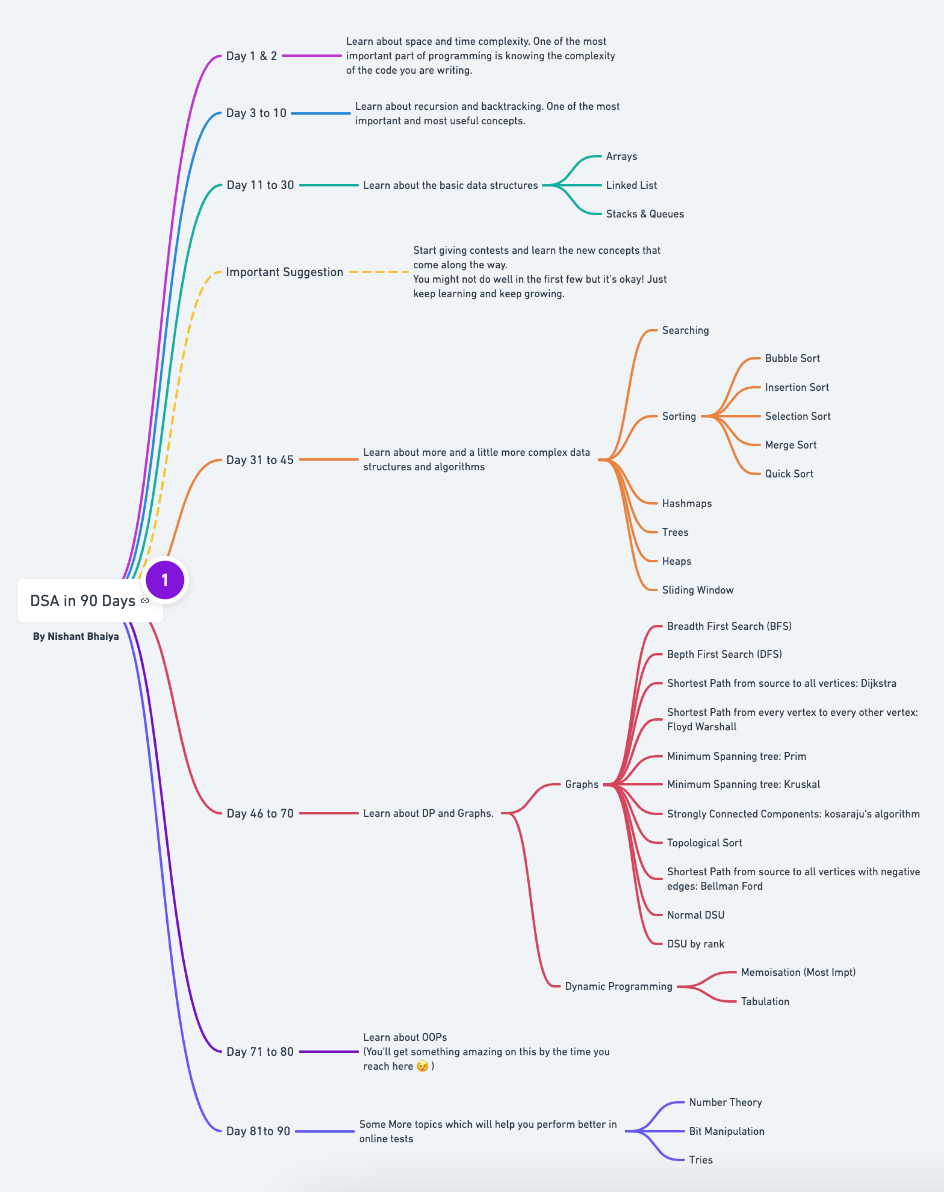 Day 1 & 2
Learn about space and time complexity. One of the most
important part of programming is knowing the complexity
of the code you are writing.
Day 3 to 10
Learn about recursion and backtracking. One of the most
important and most useful concepts.
Day 11 to 30
Learn about the basic data structures
Arrays
Linked List
Stacks & Queues
Important Suggestion
Start giving contests and learn the new concepts that
come along the way.
You might not do well in the first few but it's okay! Just
keep learning and keep growing.
Day 31 to 45
Learn about more and a little more complex data
structures and algorithms
Searching
Sorting
Bubble Sort
Insertion Sort
Selection Sort
Merge Sort
Quick Sort
Hashmaps
Trees
Heaps
Sliding Window
DSA in 90 Days
1
By Nishant Bhaiya
Day 46 to 70
Learn about DP and Graphs.
Graphs
Breadth First Search (BFS)
Bepth First Search (DFS)
Shortest Path from source to all vertices: Dijkstra
Shortest Path from every vertex to every other vertex:
Floyd Warshall
Minimum Spanning tree: Prim
Minimum Spanning tree: Kruskal
Strongly Connected Components: kosaraju's algorithm
Topological Sort
Shortest Path from source to all vertices with negative
edges: Bellman Ford
Normal DSU
DSU by rank
Dynamic Programming
Memoisation (Most Impt)
Tabulation
Day 71 to 80
Learn about OOPs
(You'll get something amazing on this by the time you
reach here 😉 )
Day 81to 90
Some More topics which will help you perform better in
online tests
Number Theory
Bit Manipulation
Tries